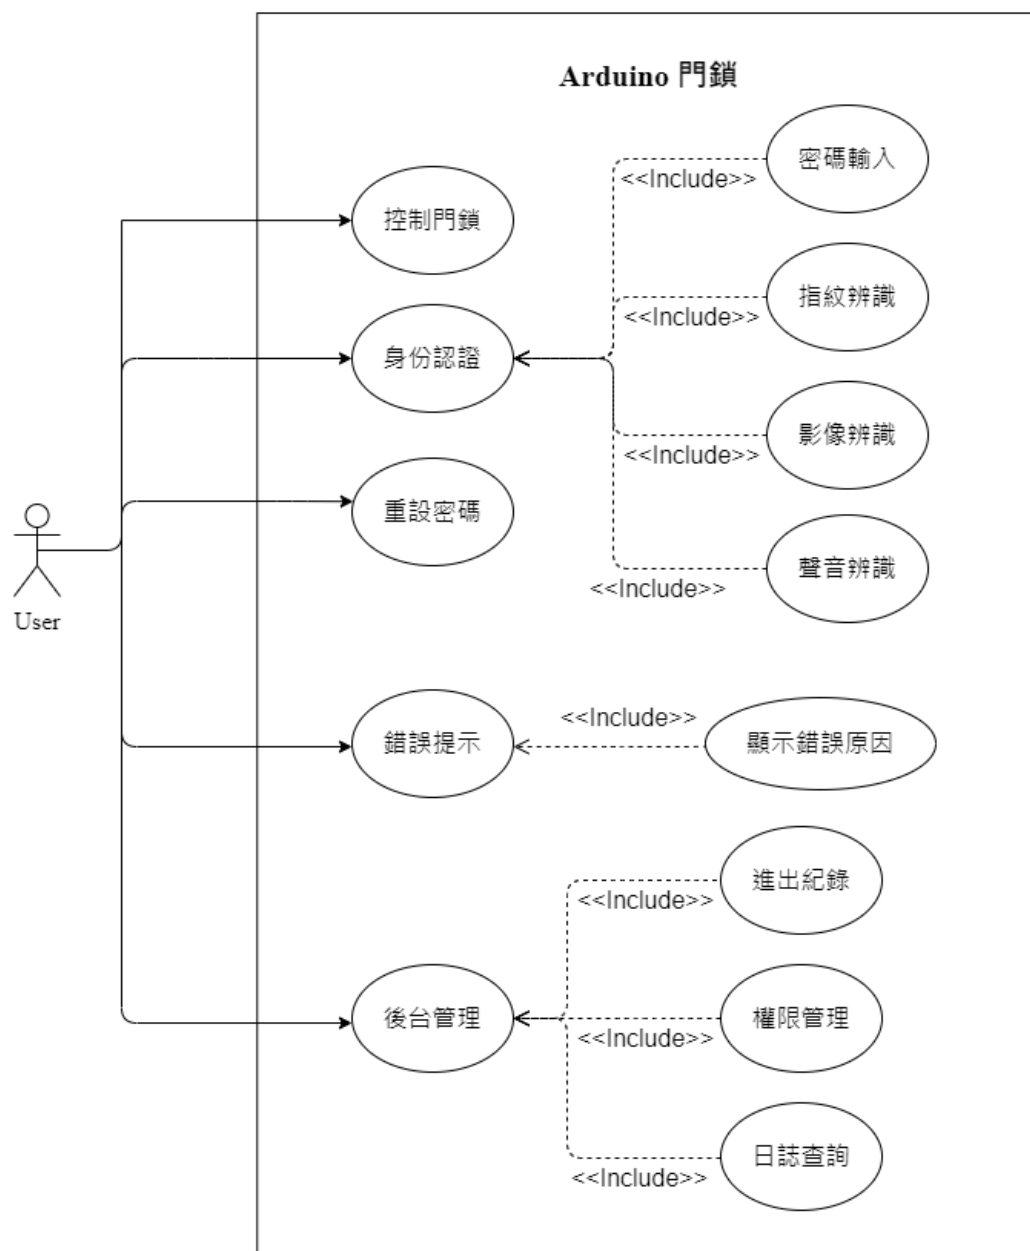 Arduino 門鎖
密碼輸入
<<Include>>
控制門鎖
指紋辨識
<<Include>>
身份認證
影像辨識
<<Include>>
重設密碼
聲音辨識
<<Include>>
User
<<Include>>
錯誤提示
顯示錯誤原因
進出紀錄
<<Include>>
後台管理
權限管理
<<Include>>
日誌查詢
<<Include>>